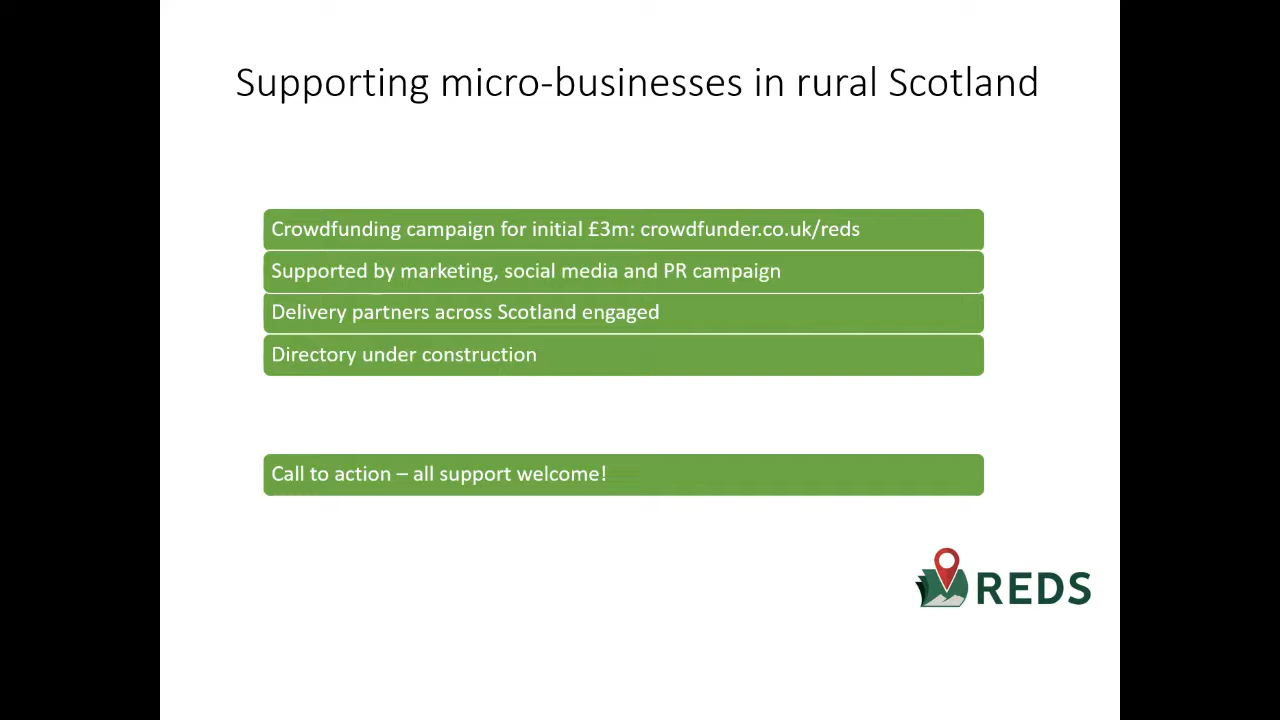 Supporting micro-businesses in rural Scotland
Crowdfunding campaign for initial £3m: crowdfunder.co.uk/reds
Supported by marketing, social media and PR campaign
Delivery partners across Scotland engaged
Directory under construction
Call to action – all support welcome!
REDS